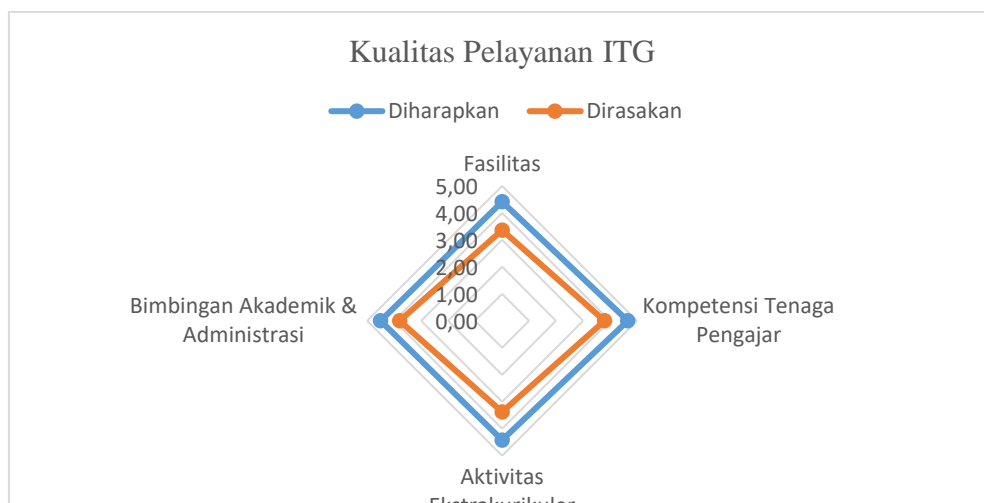 Kualitas Pelayanan ITG
Diharapkan Dirasakan
Fasilitas
5,00
4,00
3,00
2,00
1,00
0,00
Bimbingan Akademik &
Administrasi
Kompetensi Tenaga
Pengajar
Aktivitas
Ekstrakurikuler